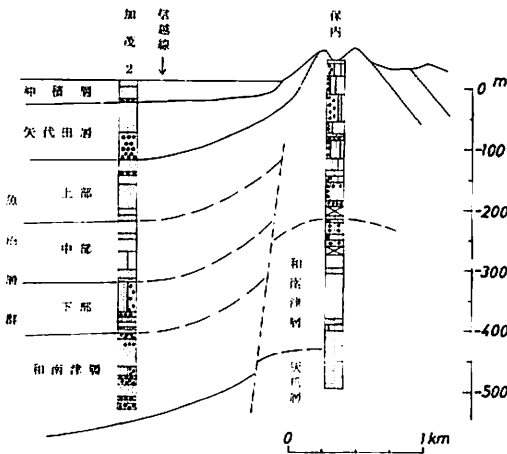 加茂2
信越線
保内
沖積層
矢代田層
魚沼層群
上部
中部
下部
和南津層
和南津層
矢爪層
0 m
-100
-200
-300
-400
-500
0 1km